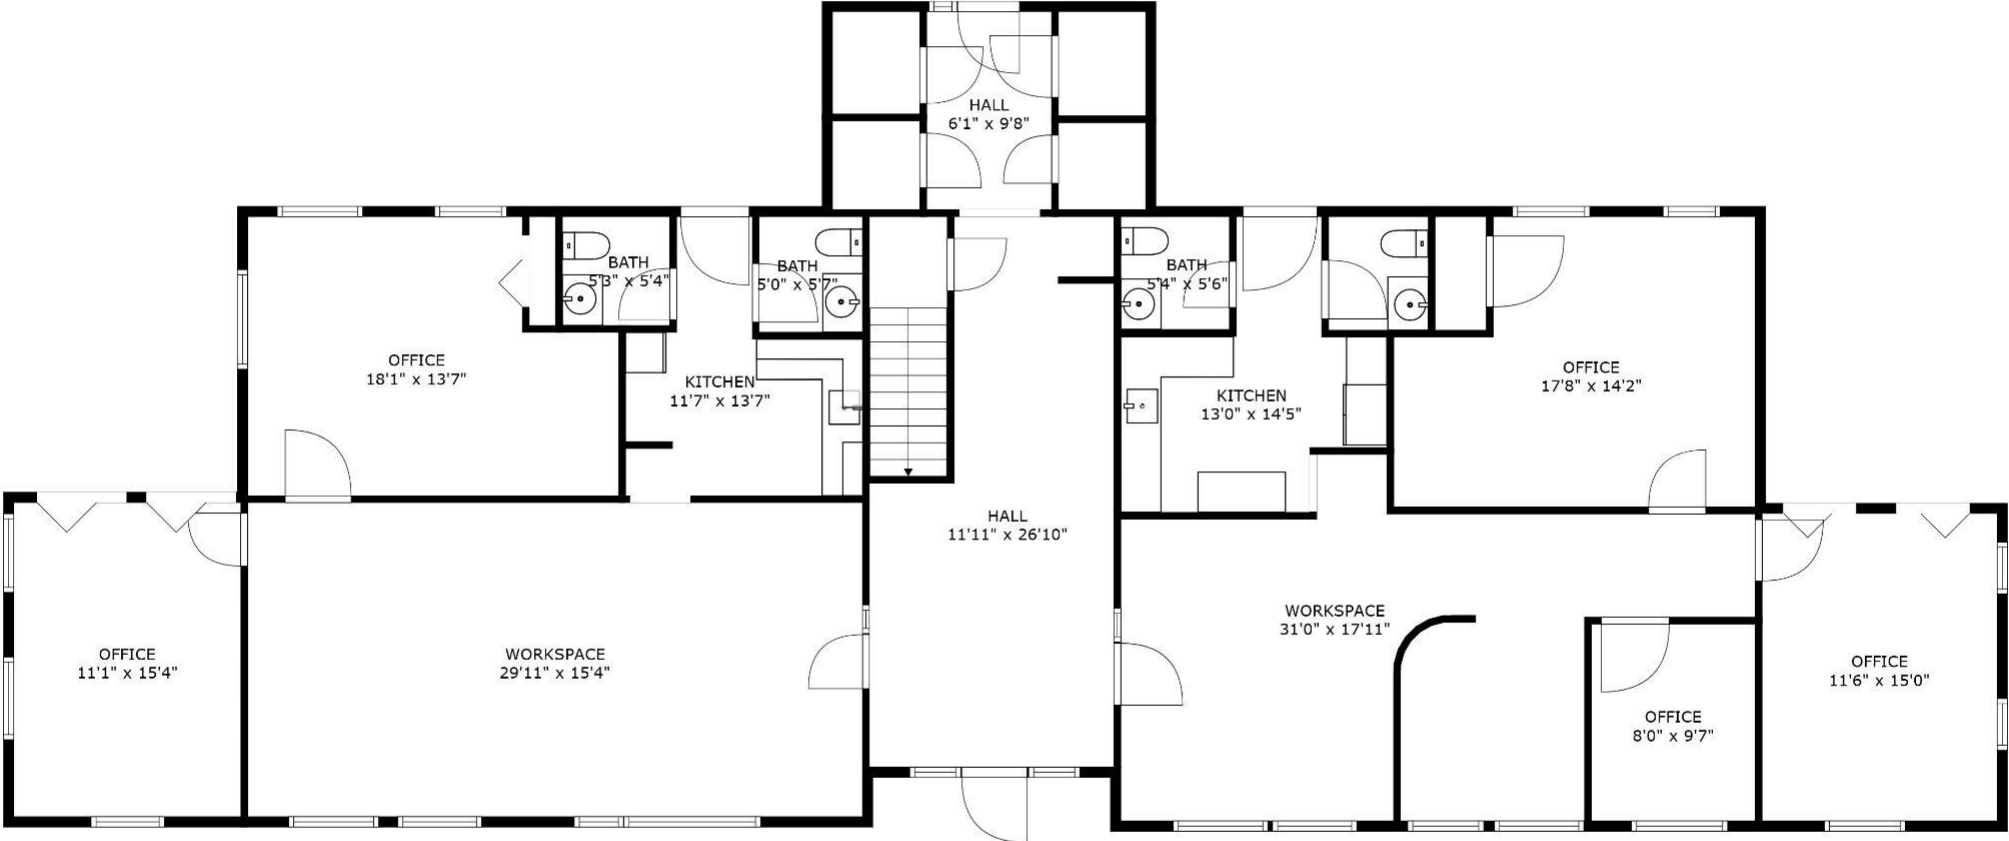 HALL
6'1" x 9'8"
BATH
5'3" x 5'4"
BATH
5'0" x 5'7"
BATH
5'4" x 5'6"
OFFICE
18'1" x 13'7"
KITCHEN
11'7" x 13'7"
KITCHEN
13'0" x 14'5"
OFFICE
17'8" x 14'2"
HALL
11'11" x 26'10"
OFFICE
11'1" x 15'4"
WORKSPACE
29'11" x 15'4"
WORKSPACE
31'0" x 17'11"
OFFICE
8'0" x 9'7"
OFFICE
11'6" x 15'0"